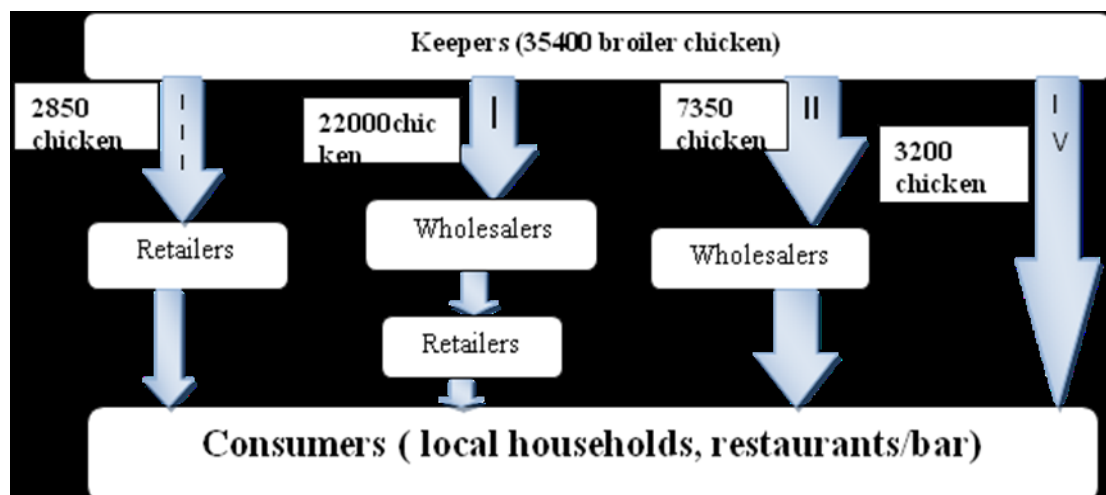 Keepers (35400 broiler chicken)
2850
chicken
I
I
I
22000chic
ken
I
7350
chicken
II
3200
chicken
I
V
Retailers
Wholesalers
Wholesalers
Retailers
Consumers ( local households, restaurants/bar)